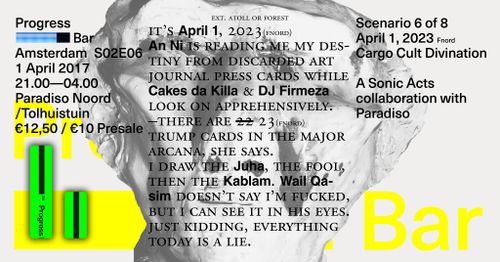 Progress
Bar
Amsterdam S02E06
1 April 2017
21.00—04.00
Paradiso Noord
/Tolhuistuin
€12,50 / €10 Presale
EXT. ATOLL OR FOREST
IT'S April 1, 2023 (FNORD)
An Ni IS READING ME MY DES-
TINY FROM DISCARDED ART
JOURNAL PRESS CARDS WHILE
Cakes da Killa & DJ Firmeza
LOOK ON APPREHENSIVELY.
—THERE ARE 22 23 (FNORD)
TRUMP CARDS IN THE MAJOR
ARCANA, SHE SAYS.
I DRAW THE Juha, THE FOOL,
THEN THE Kablam. Wail Qa-
sim DOESN'T SAY I'M FUCKED,
BUT I CAN SEE IT IN HIS EYES.
JUST KIDDING, EVERYTHING
TODAY IS A LIE.
Scenario 6 of 8
April 1, 2023 Fnord
Cargo Cult Divination
A Sonic Acts
collaboration with
Paradiso
Progress
Bar